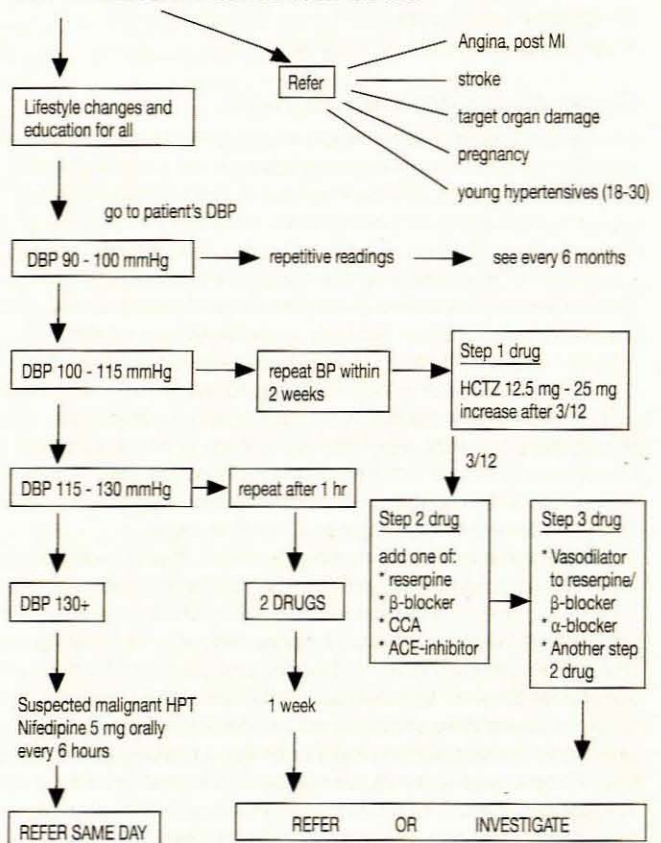 Angina, post MI
Refer
stroke
target organ damage
pregnancy
young hypertensives (18-30)
Lifestyle changes and
education for all
go to patient's DBP
DBP 90 - 100 mmHg
repetitive readings
see every 6 months
DBP 100 - 115 mmHg
repeat BP within
2 weeks
Step 1 drug
HCTZ 12.5 mg - 25 mg
increase after 3/12
3/12
DBP 115 - 130 mmHg
repeat after 1 hr
Step 2 drug
add one of:
* reserpine
* β-blocker
* CCA
* ACE-inhibitor
Step 3 drug
* Vasodilator
to reserpine/
β-blocker
* α-blocker
* Another step
2 drug
DBP 130+
2 DRUGS
Suspected malignant HPT
Nifedipine 5 mg orally
every 6 hours
1 week
REFER SAME DAY
REFER OR INVESTIGATE